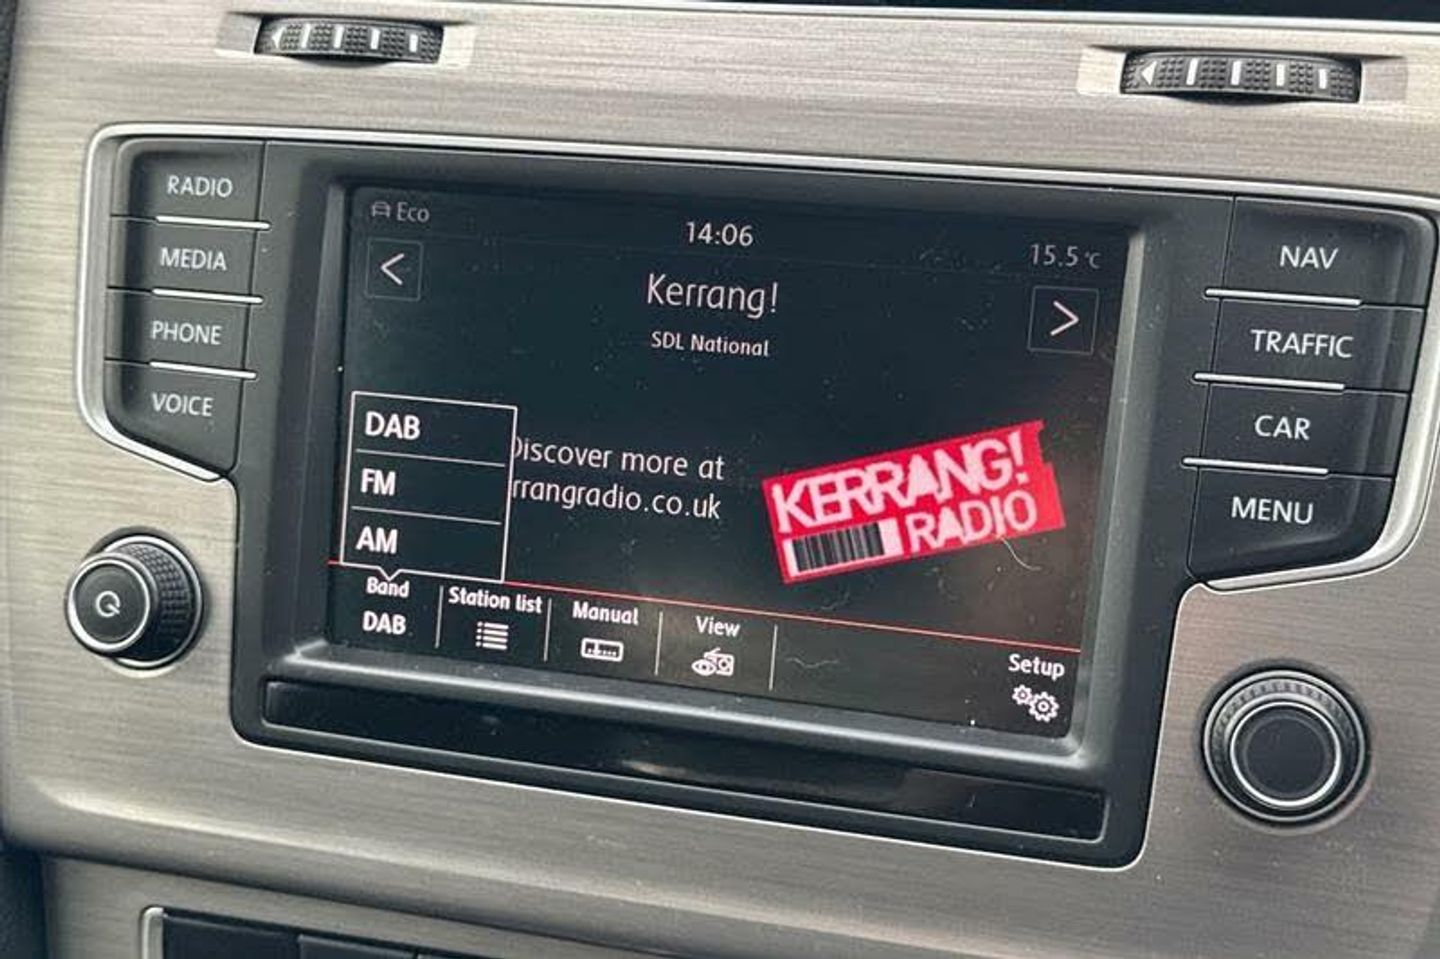 RADIO
MEDIA
PHONE
VOICE
Eco
14:06
15.5°C
Kerrang!
SDL National
DAB
FM
AM
Discover more at
rrangradio.co.uk
KERRANG!
RADIO
Band
DAB
Station list
Manual
View
Setup
NAV
TRAFFIC
CAR
MENU